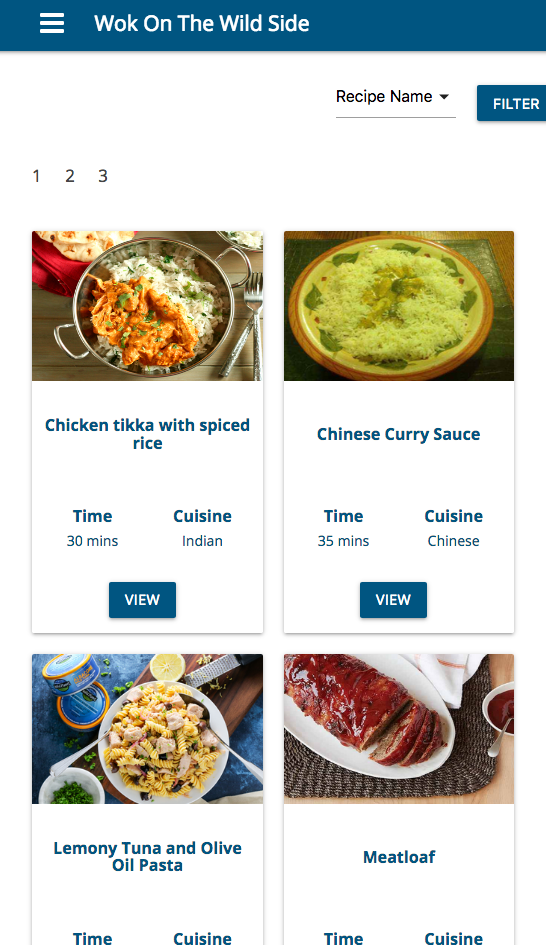 Wok On The Wild Side
Recipe Name
FILTER
1 2 3
Chicken tikka with spiced
rice
Time Cuisine
30 mins Indian
VIEW
Chinese Curry Sauce
Time Cuisine
35 mins Chinese
VIEW
Lemony Tuna and Olive
Oil Pasta
Time Cuisine
Meatloaf
Time Cuisine